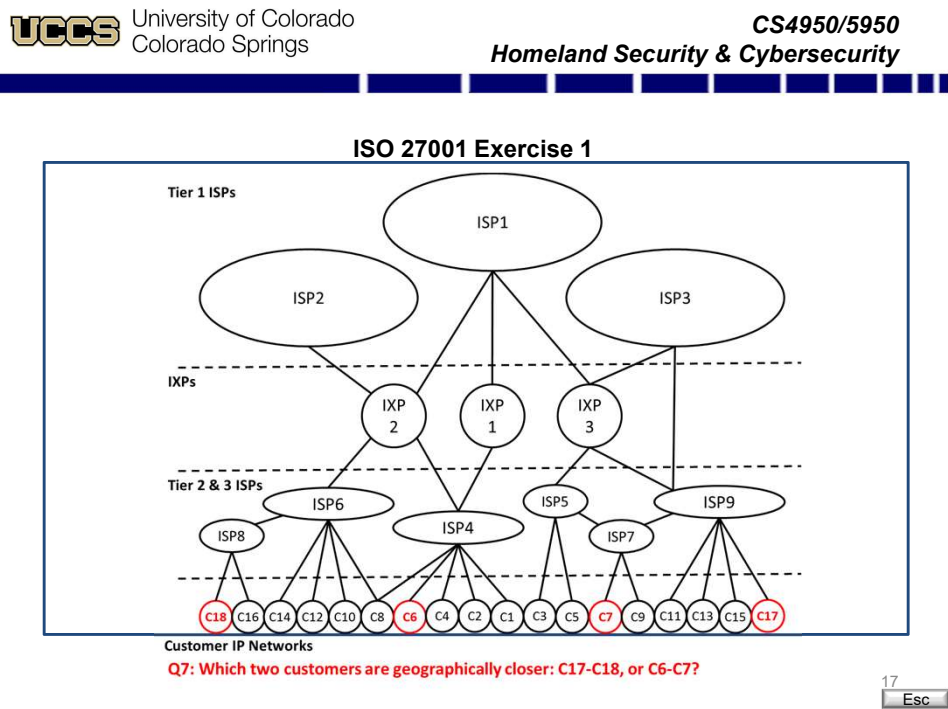 UCCS
University of Colorado
Colorado Springs
CS4950/5950
Homeland Security & Cybersecurity
ISO 27001 Exercise 1
Tier 1 ISPs
ISP1
ISP2
ISP3
IXPs
IXP
2
IXP
1
IXP
3
Tier 2 & 3 ISPs
ISP6
ISP5
ISP9
ISP8
ISP4
ISP7
C18 C16 C14 C12 C10 C8 C6 C4 C2 C1 C3 C5 C7 C9 C11 C13 C15 C17
Customer IP Networks
Q7: Which two customers are geographically closer: C17-C18, or C6-C7?
17
Esc